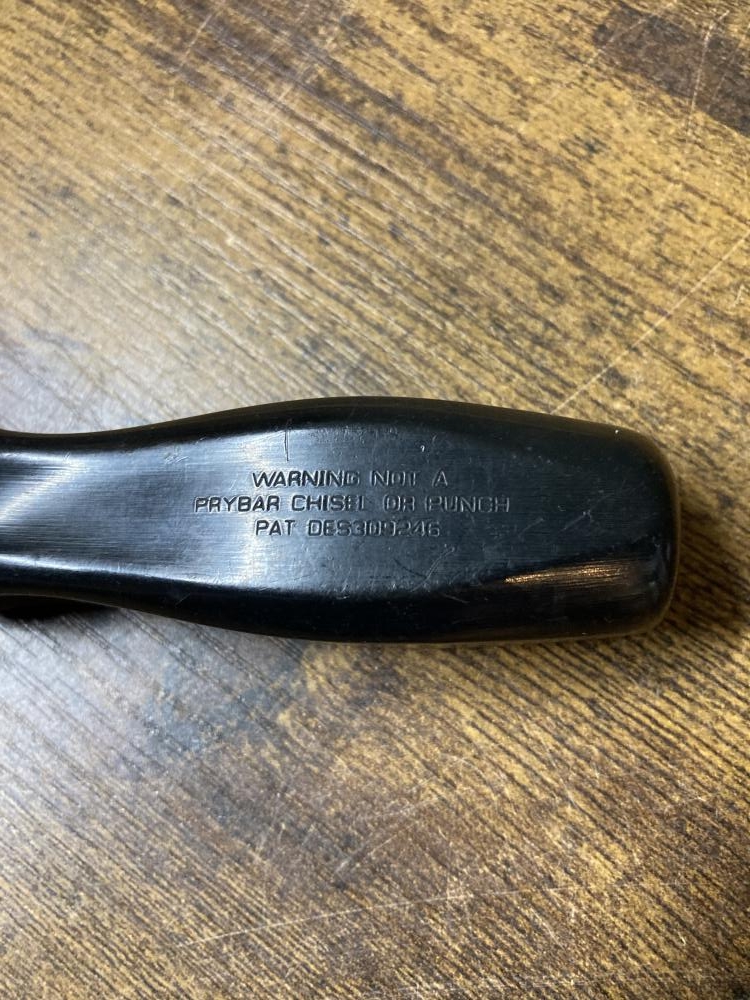 WARNING NOT A
PRYBAR CHISEL OR PUNCH
PAT DES309246